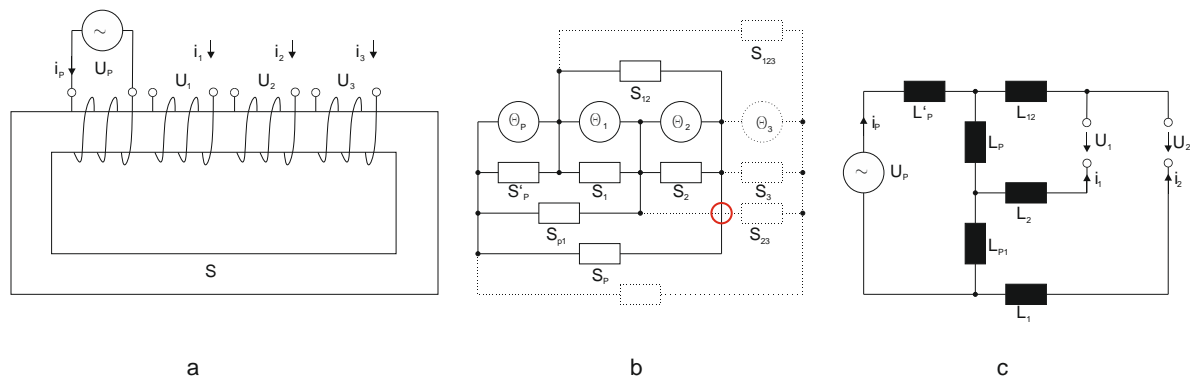 ~
i₁ i₂ i₃
iₚ Uₚ U₁ U₂ U₃
S
a
S₁₂₃
S₁₂
Θₚ Θ₁ Θ₂ Θ₃
S'ₚ S₁ S₂ S₃
Sₚ₁ S₂₃
Sₚ
b
L'ₚ L₁₂
iₚ Lₚ U₁ U₂
~ Uₚ i₁ i₂
L₂
Lₚ₁
L₁
c